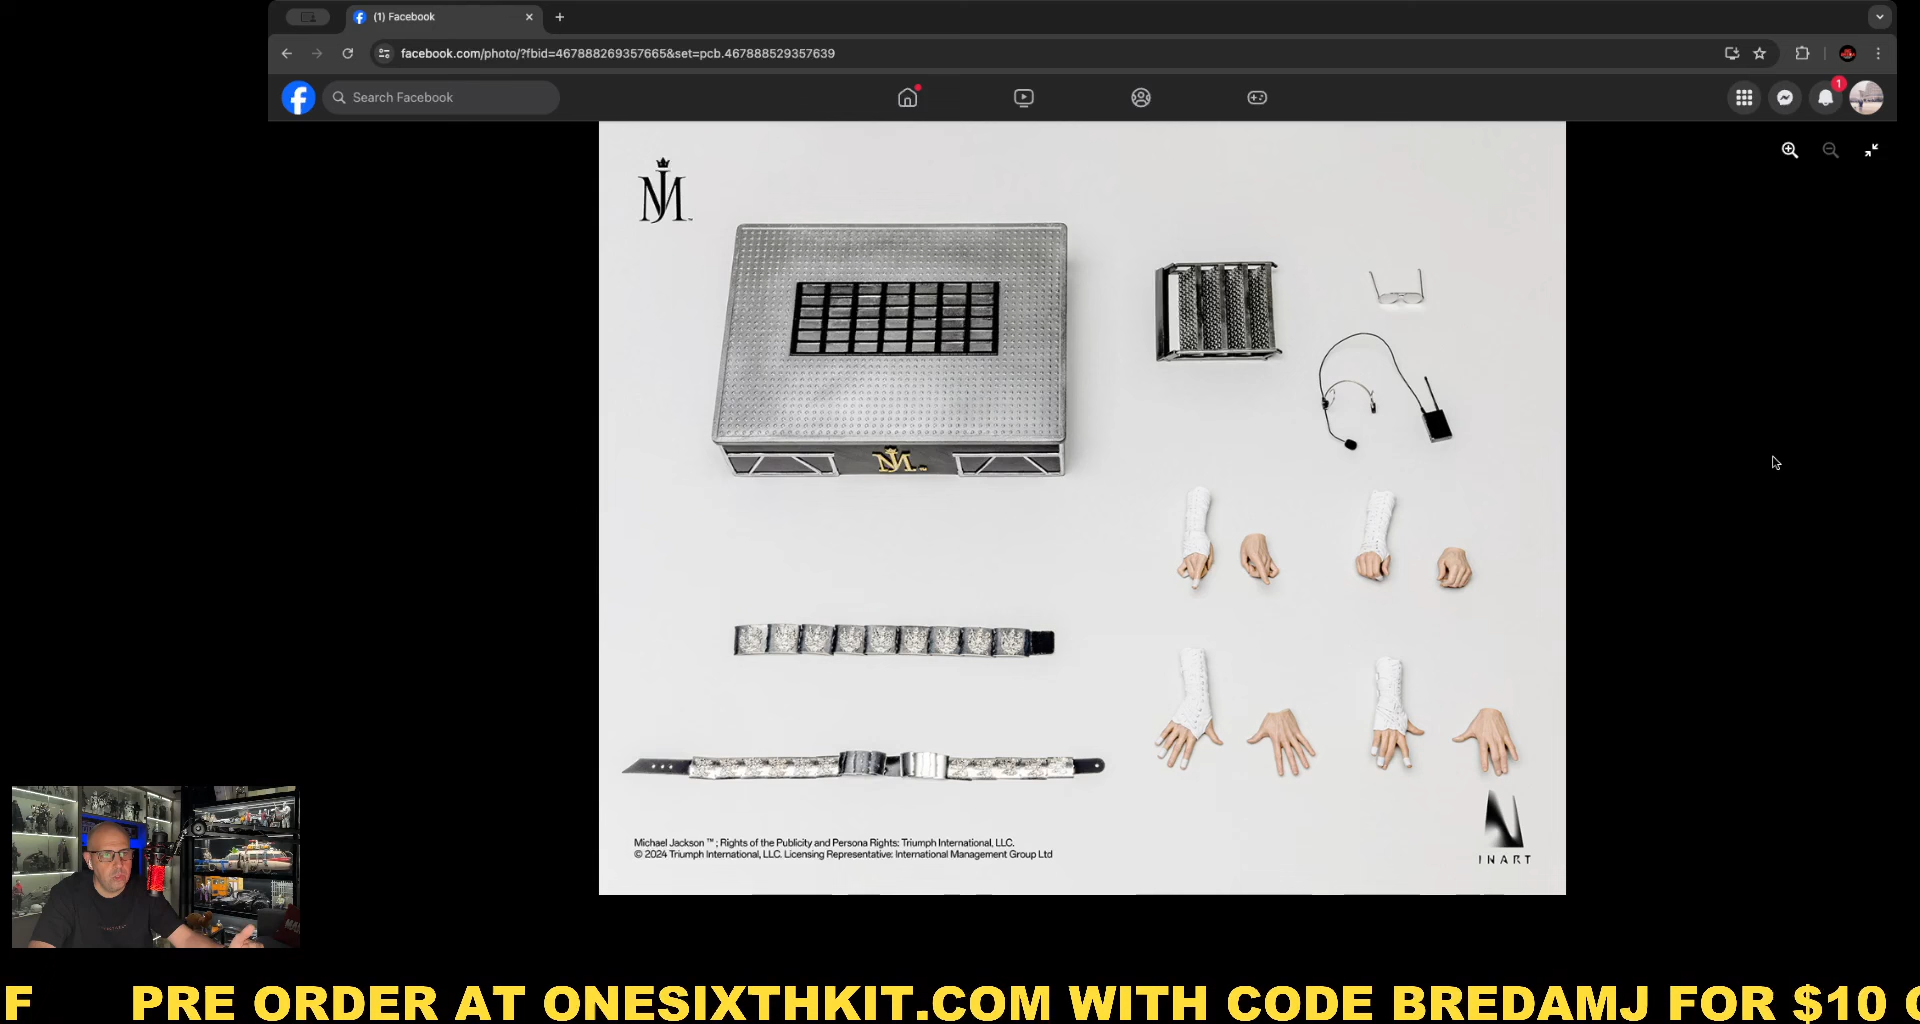 (1) Facebook
facebook.com/photo/?fbid=467888269357665&set=pcb.467888529357639
Search Facebook
1
MJ™
MJ™
Michael Jackson ™ ; Rights of the Publicity and Persona Rights: Triumph International, LLC.
© 2024 Triumph International, LLC. Licensing Representative: International Management Group Ltd
INART
F PRE ORDER AT ONESIXTHKIT.COM WITH CODE BREDAMJ FOR $10